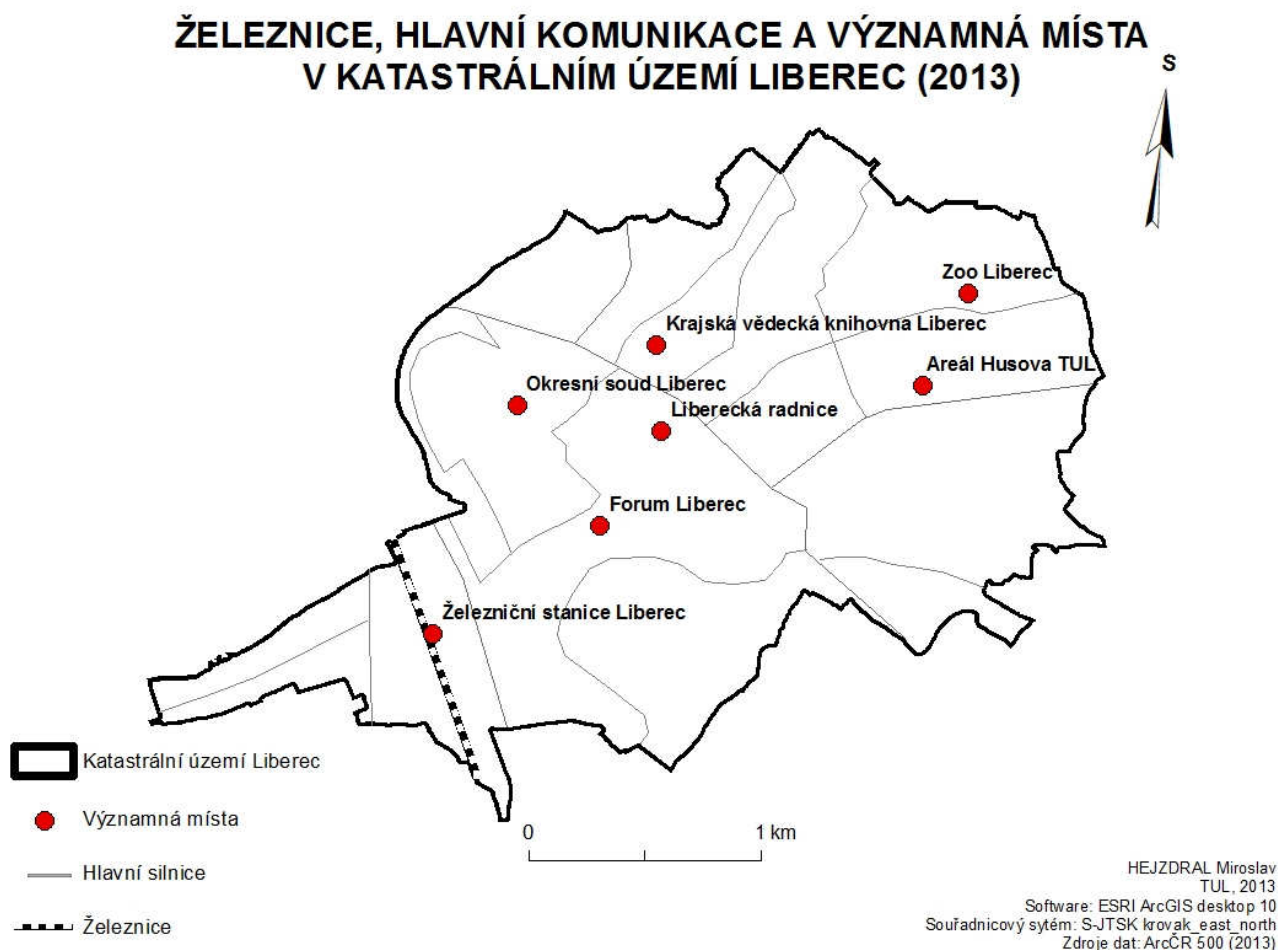 ŽELEZNICE, HLAVNÍ KOMUNIKACE A VÝZNAMNÁ MÍSTA
V KATASTRÁLNÍM ÚZEMÍ LIBEREC (2013)
S
Zoo Liberec
Krajská vědecká knihovna Liberec
Areál Husova TUL
Okresní soud Liberec
Liberecká radnice
Forum Liberec
Železniční stanice Liberec
Katastrální území Liberec
Významná místa
Hlavní silnice
Železnice
0 1 km
HEJZDRAL Miroslav
TUL, 2013
Software: ESRI ArcGIS desktop 10
Souřadnicový sytém: S-JTSK krovak_east_north
Zdroje dat: ArcČR 500 (2013)